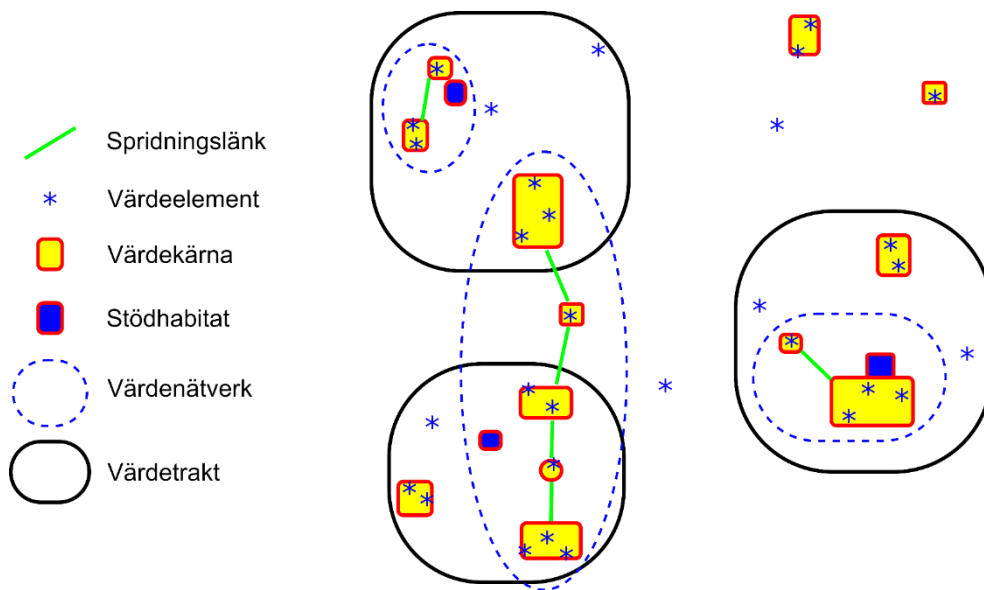 Spridningslänk
Värdeelement
Värdekärna
Stödhabitat
Värdenätverk
Värdetrakt